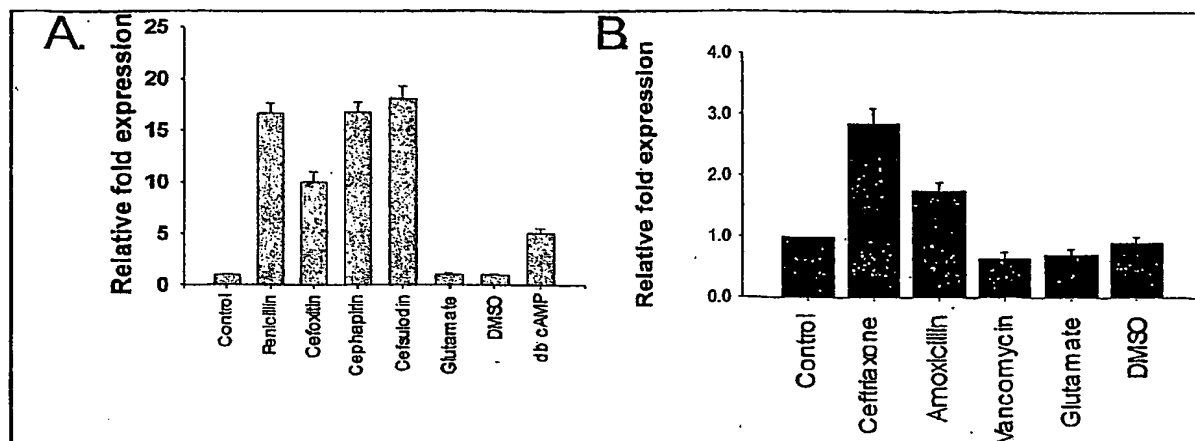 A.
Relative fold expression
25
20
15
10
5
0
Control
Penicillin
Cefoxitin
Cephapirin
Cefsulodin
Glutamate
DMSO
db cAMP
B
Relative fold expression
4.0
3.0
2.0
1.0
0.0
Control
Ceftriaxone
Amoxicillin
Vancomycin
Glutamate
DMSO